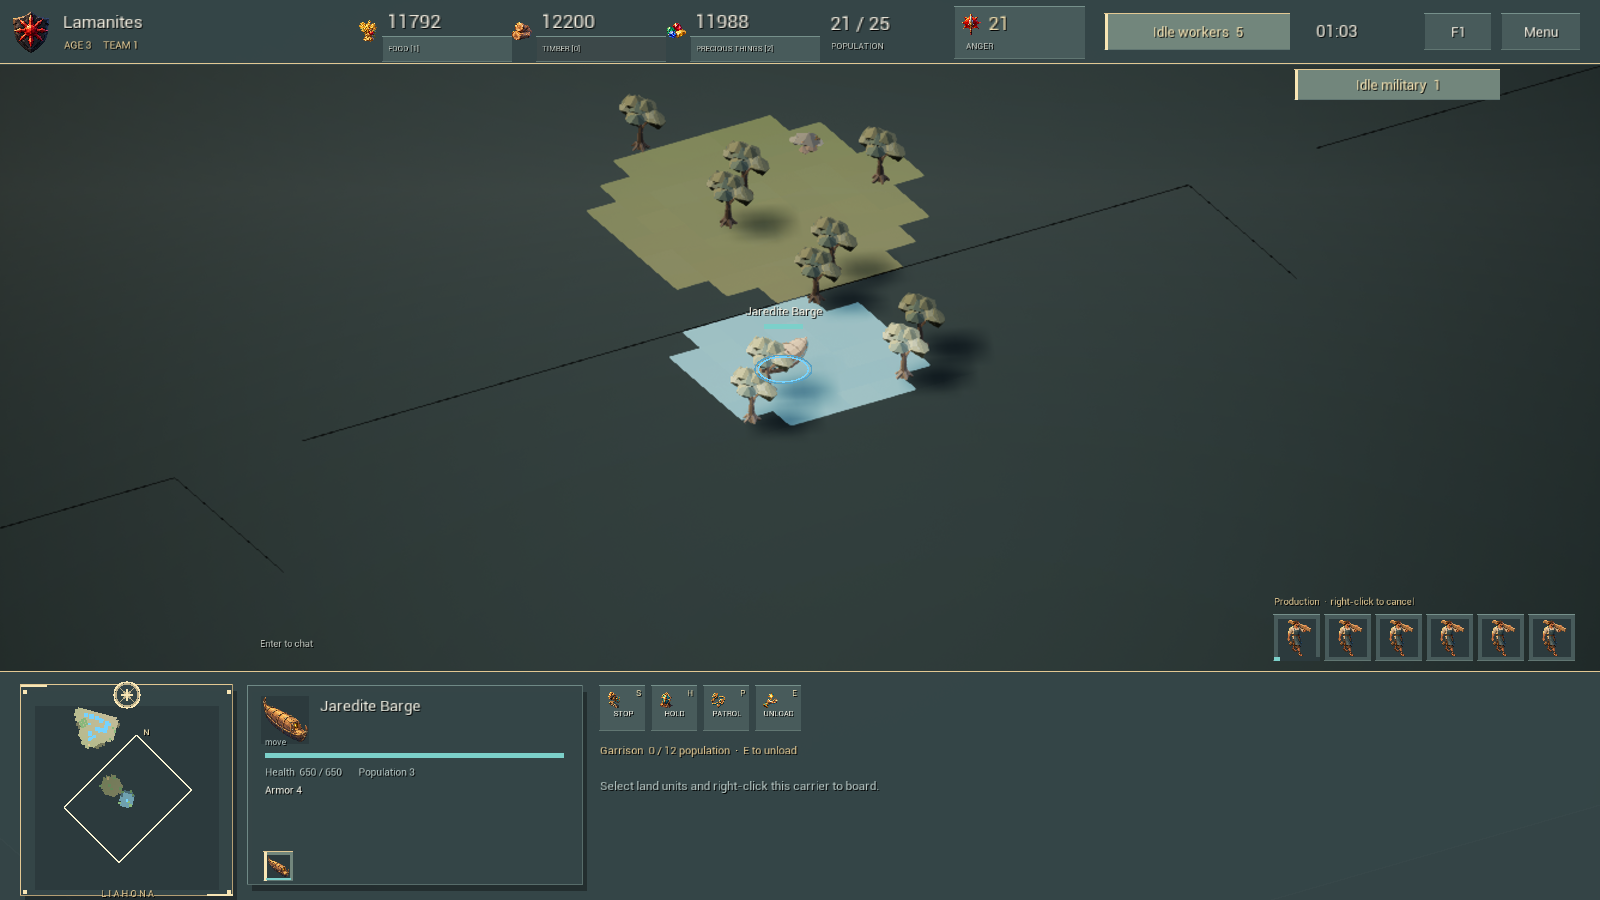 Lamanites
AGE 3 TEAM 1
11792
FOOD [1]
12200
TIMBER [0]
11988
PRECIOUS THINGS [2]
21 / 25
POPULATION
21
ANGER
Idle workers 5
01:03
F1
Menu
Idle military 1
Jaredite Barge
Production · right-click to cancel
Enter to chat
N
LIAHONA
Jaredite Barge
move
Health 650 / 650 Population 3
Armor 4
S
STOP
H
HOLD
P
PATROL
E
UNLOAD
Garrison 0 / 12 population · E to unload
Select land units and right-click this carrier to board.